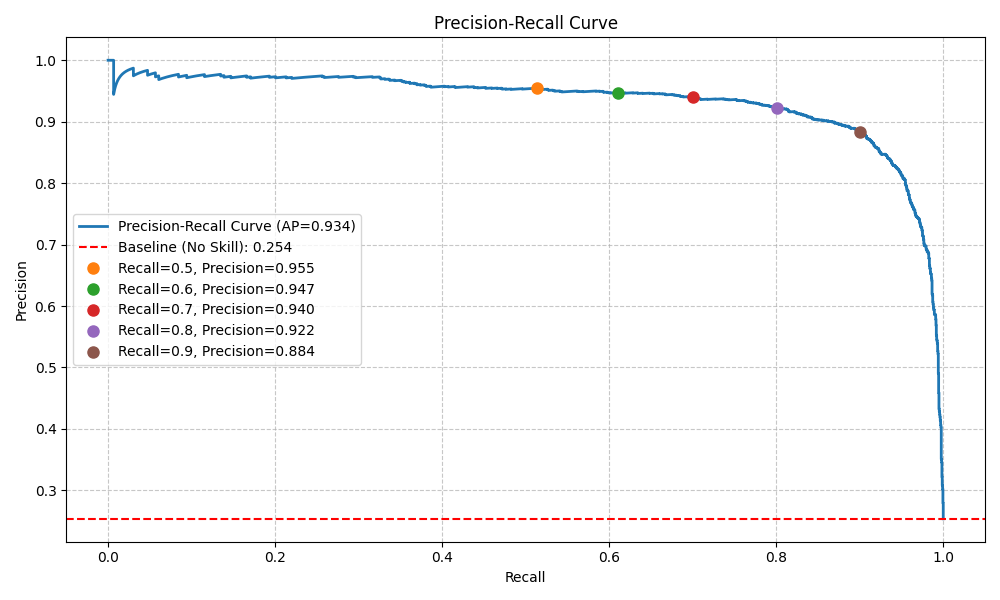 Precision-Recall Curve
1.0
0.9
0.8
0.7
0.6
0.5
0.4
0.3
Precision
Precision-Recall Curve (AP=0.934)
Baseline (No Skill): 0.254
Recall=0.5, Precision=0.955
Recall=0.6, Precision=0.947
Recall=0.7, Precision=0.940
Recall=0.8, Precision=0.922
Recall=0.9, Precision=0.884
0.0 0.2 0.4 0.6 0.8 1.0
Recall